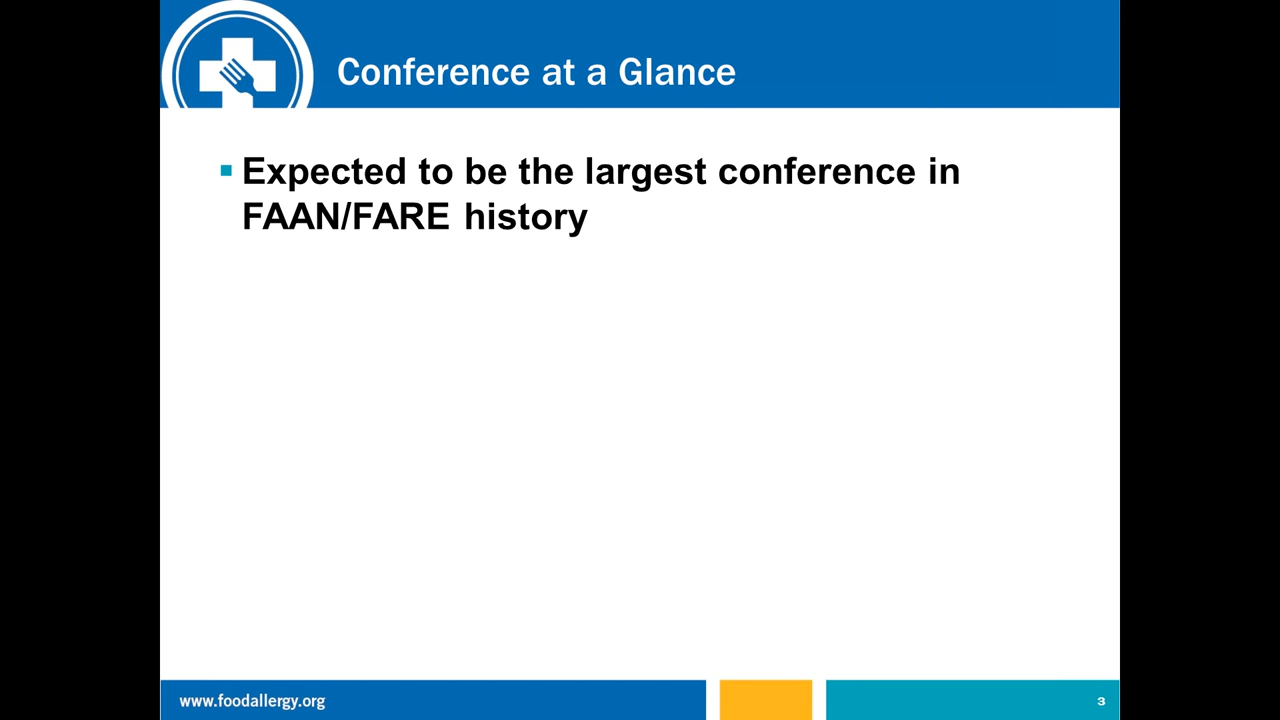 Conference at a Glance
Expected to be the largest conference in
FAAN/FARE history
www.foodallergy.org
3